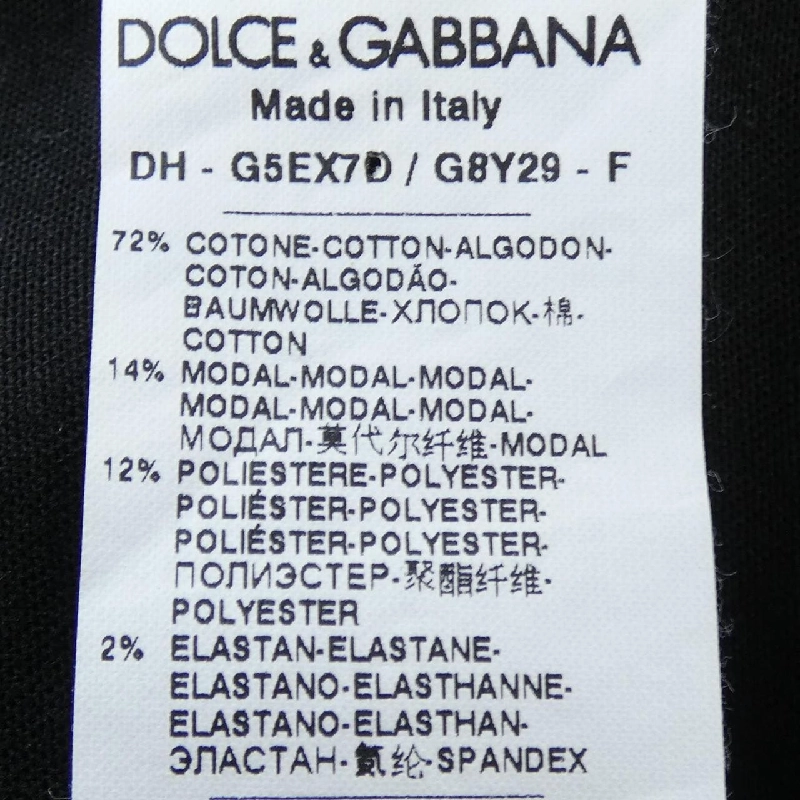 DOLCE & GABBANA
Made in Italy
DH - G5EX7D / G8Y29 - F
72% COTONE-COTTON-ALGODON-
COTON-ALGODÃO-
BAUMWOLLE-ХЛОПОК-棉-
COTTON
14% MODAL-MODAL-MODAL-
MODAL-MODAL-MODAL-
МОДАЛ-莫代尔纤维-MODAL
12% POLIESTERE-POLYESTER-
POLIÉSTER-POLYESTER-
POLIÉSTER-POLYESTER-
ПОЛИЭСТЕР-聚酯纤维-
POLYESTER
2% ELASTAN-ELASTANE-
ELASTANO-ELASTHANNE-
ELASTANO-ELASTHAN-
ЭЛАСТАН-氨纶-SPANDEX